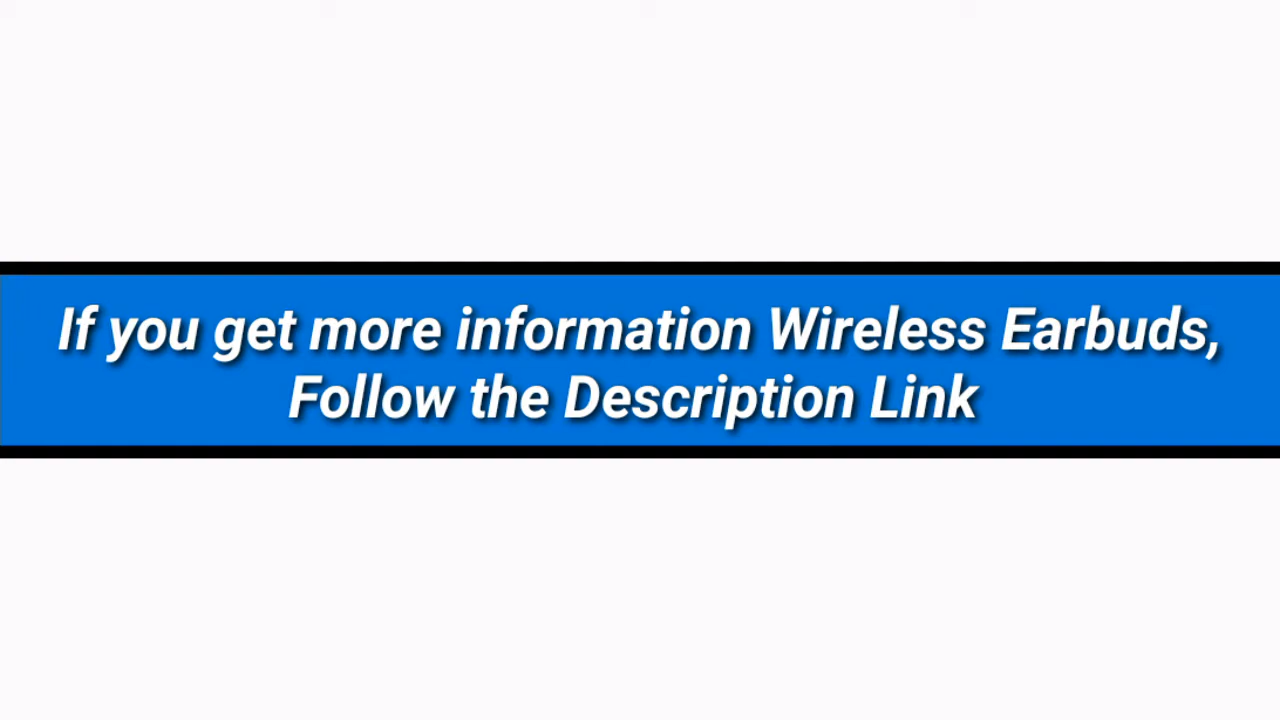 If you get more information Wireless Earbuds,
Follow the Description Link